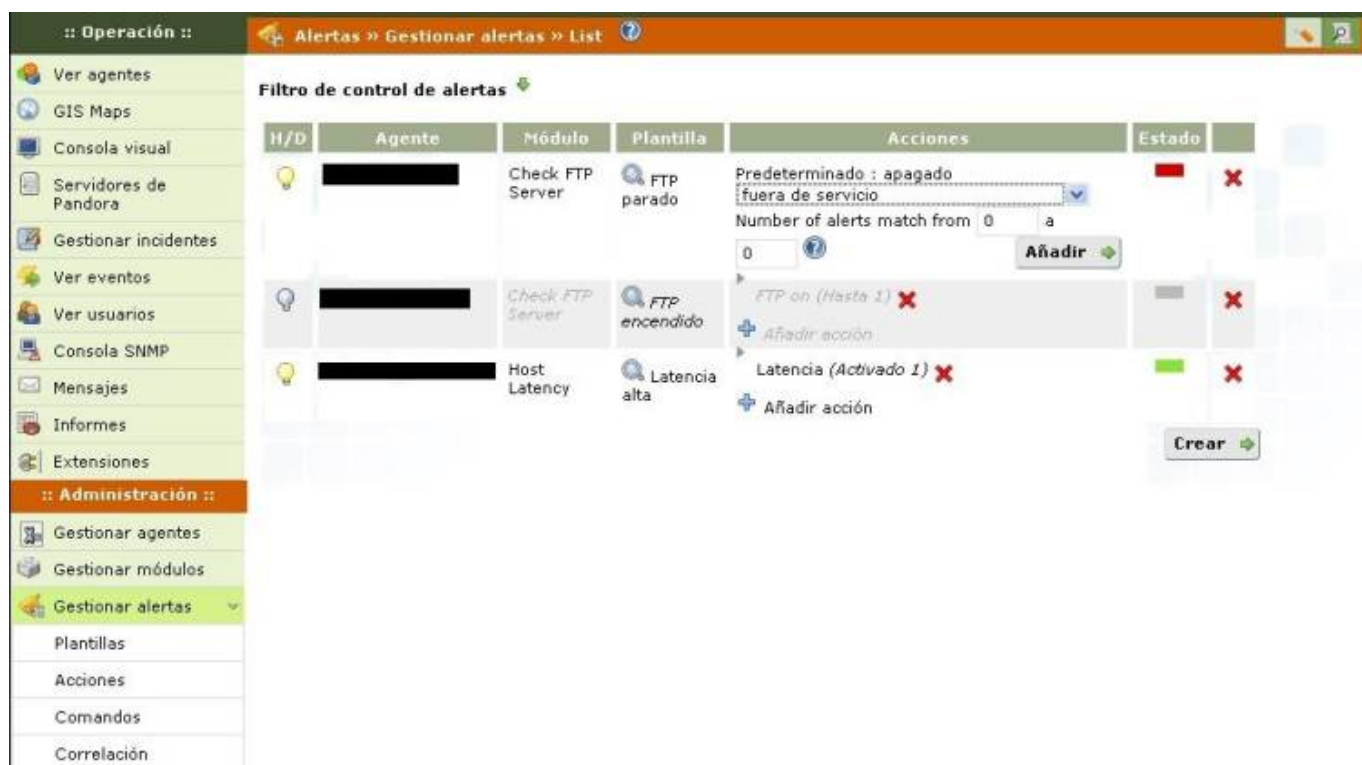 :: Operación ::
Ver agentes
GIS Maps
Consola visual
Servidores de
Pandora
Gestionar incidentes
Ver eventos
Ver usuarios
Consola SNMP
Mensajes
Informes
Extensiones
:: Administración ::
Gestionar agentes
Gestionar módulos
Gestionar alertas
Plantillas
Acciones
Comandos
Correlación
Alertas » Gestionar alertas » List
Filtro de control de alertas
H/D Agente Módulo Plantilla Acciones Estado
Check FTP
Server
FTP
parado
Predeterminado : apagado
fuera de servicio
Number of alerts match from 0 a
0 Añadir
Check FTP
Server
FTP
encendido
FTP on (Hasta 1)
Añadir acción
Host
Latency
Latencia
alta
Latencia (Activado 1)
Añadir acción
Crear